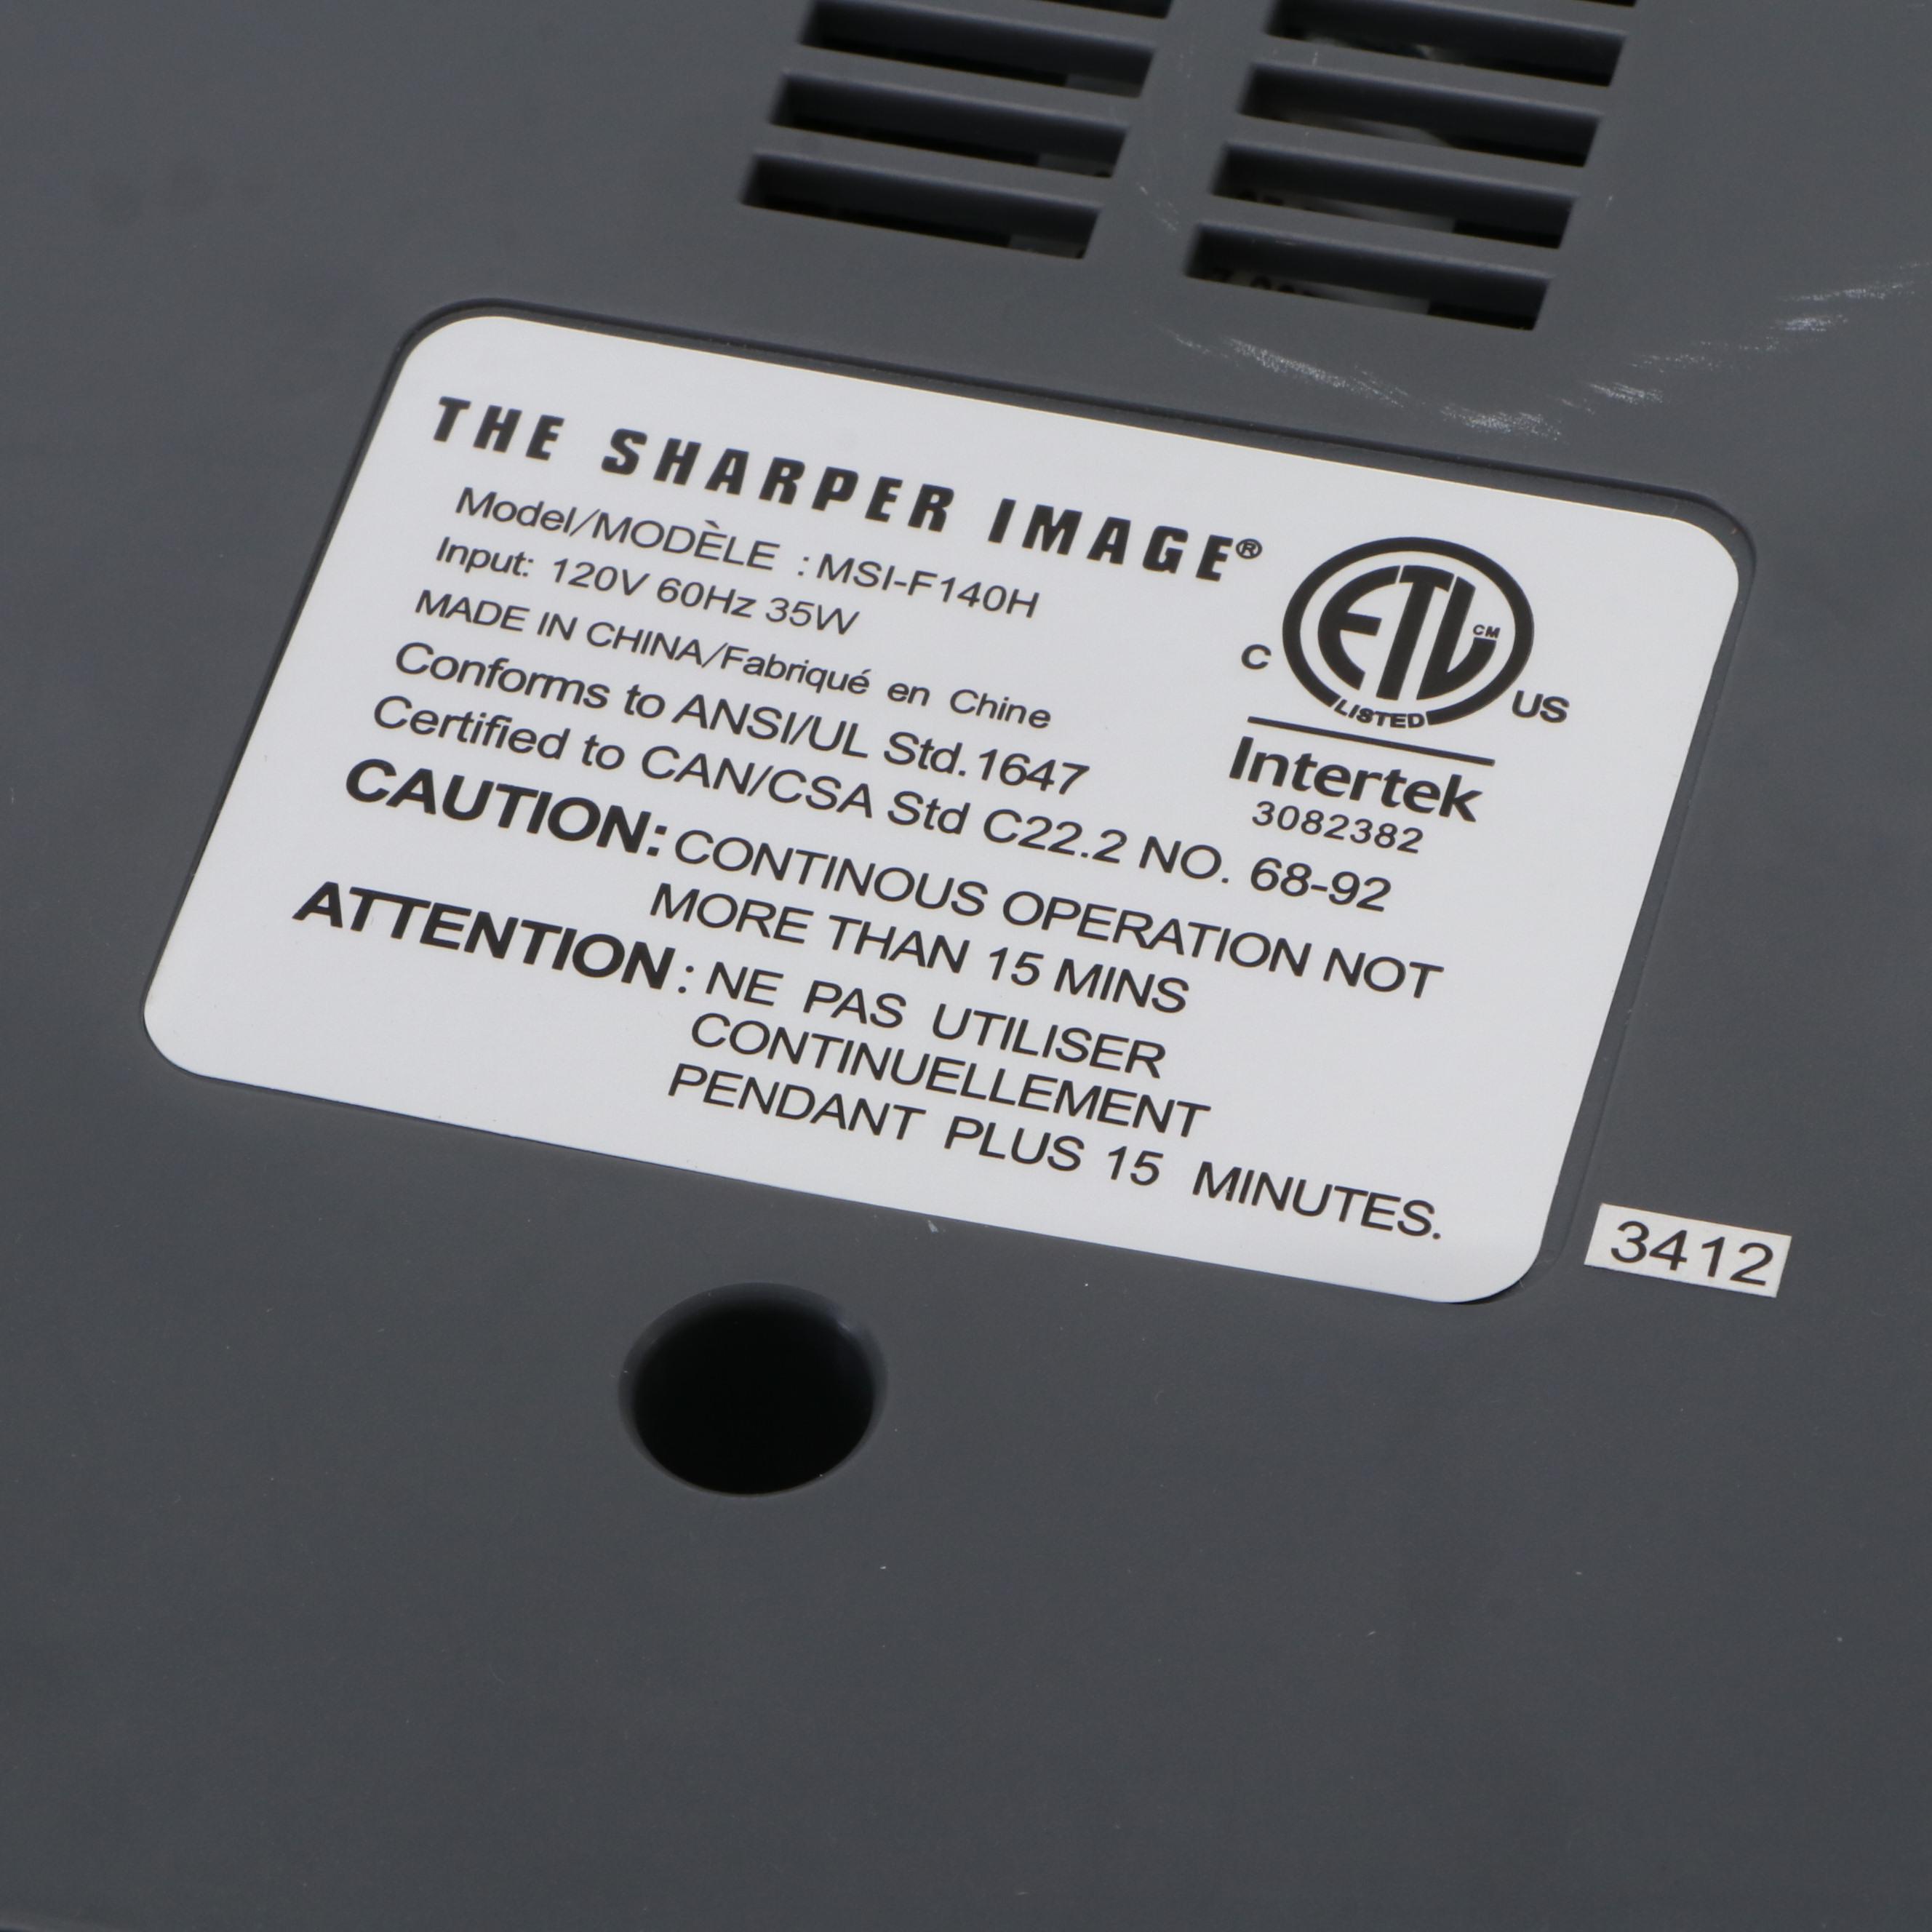 THE SHARPER IMAGE®
Model/MODÈLE : MSI-F140H
Input: 120V 60Hz 35W
MADE IN CHINA/Fabriqué en Chine
Conforms to ANSI/UL Std.1647
Certified to CAN/CSA Std C22.2 NO. 68-92
C ETL CM US
LISTED
Intertek
3082382
CAUTION: CONTINOUS OPERATION NOT
MORE THAN 15 MINS
ATTENTION : NE PAS UTILISER
CONTINUELLEMENT
PENDANT PLUS 15 MINUTES.
3412